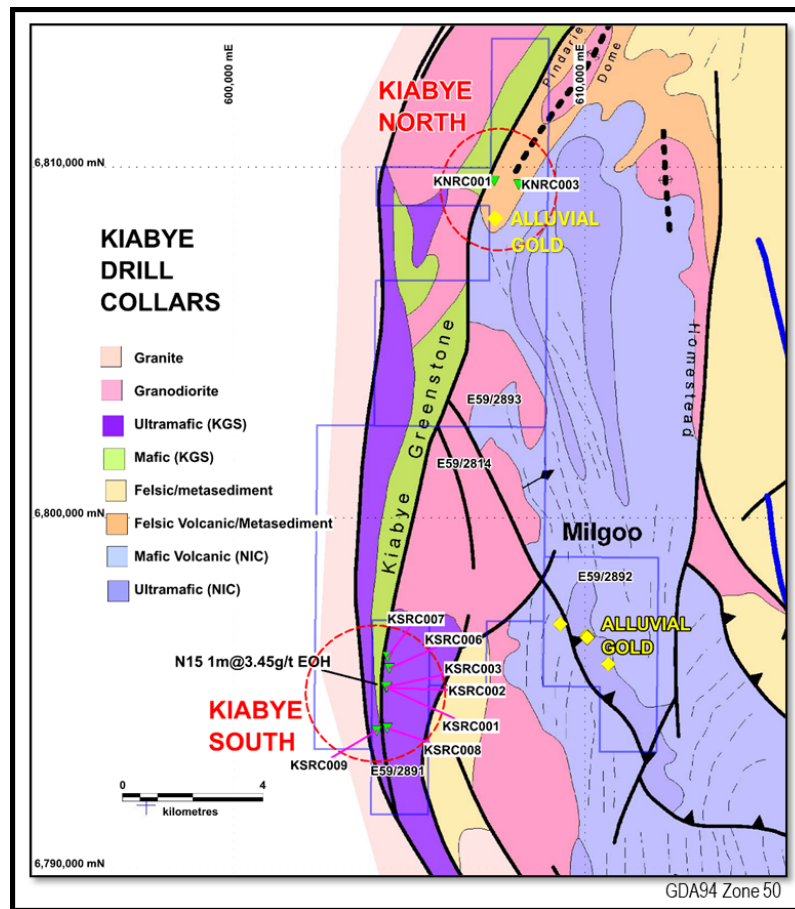 600,000 mE
610,000 mE
Pindarie
Dome
KIABYE
NORTH
6,810,000 mN
KNRC001
KNRC003
ALLUVIAL
GOLD
KIABYE
DRILL
COLLARS
Granite
Granodiorite
Ultramafic (KGS)
Mafic (KGS)
Felsic/metasediment
Felsic Volcanic/Metasediment
Mafic Volcanic (NIC)
Ultramafic (NIC)
Kiabye Greenstone
Homestead
E59/2893
E59/2814
6,800,000 mN
Milgoo
E59/2892
ALLUVIAL
GOLD
KSRC007
KSRC006
N15 1m@3.45g/t EOH
KSRC003
KSRC002
KIABYE
SOUTH
KSRC001
KSRC008
KSRC009
E59/2891
0 4
kilometres
6,790,000 mN
GDA94 Zone 50